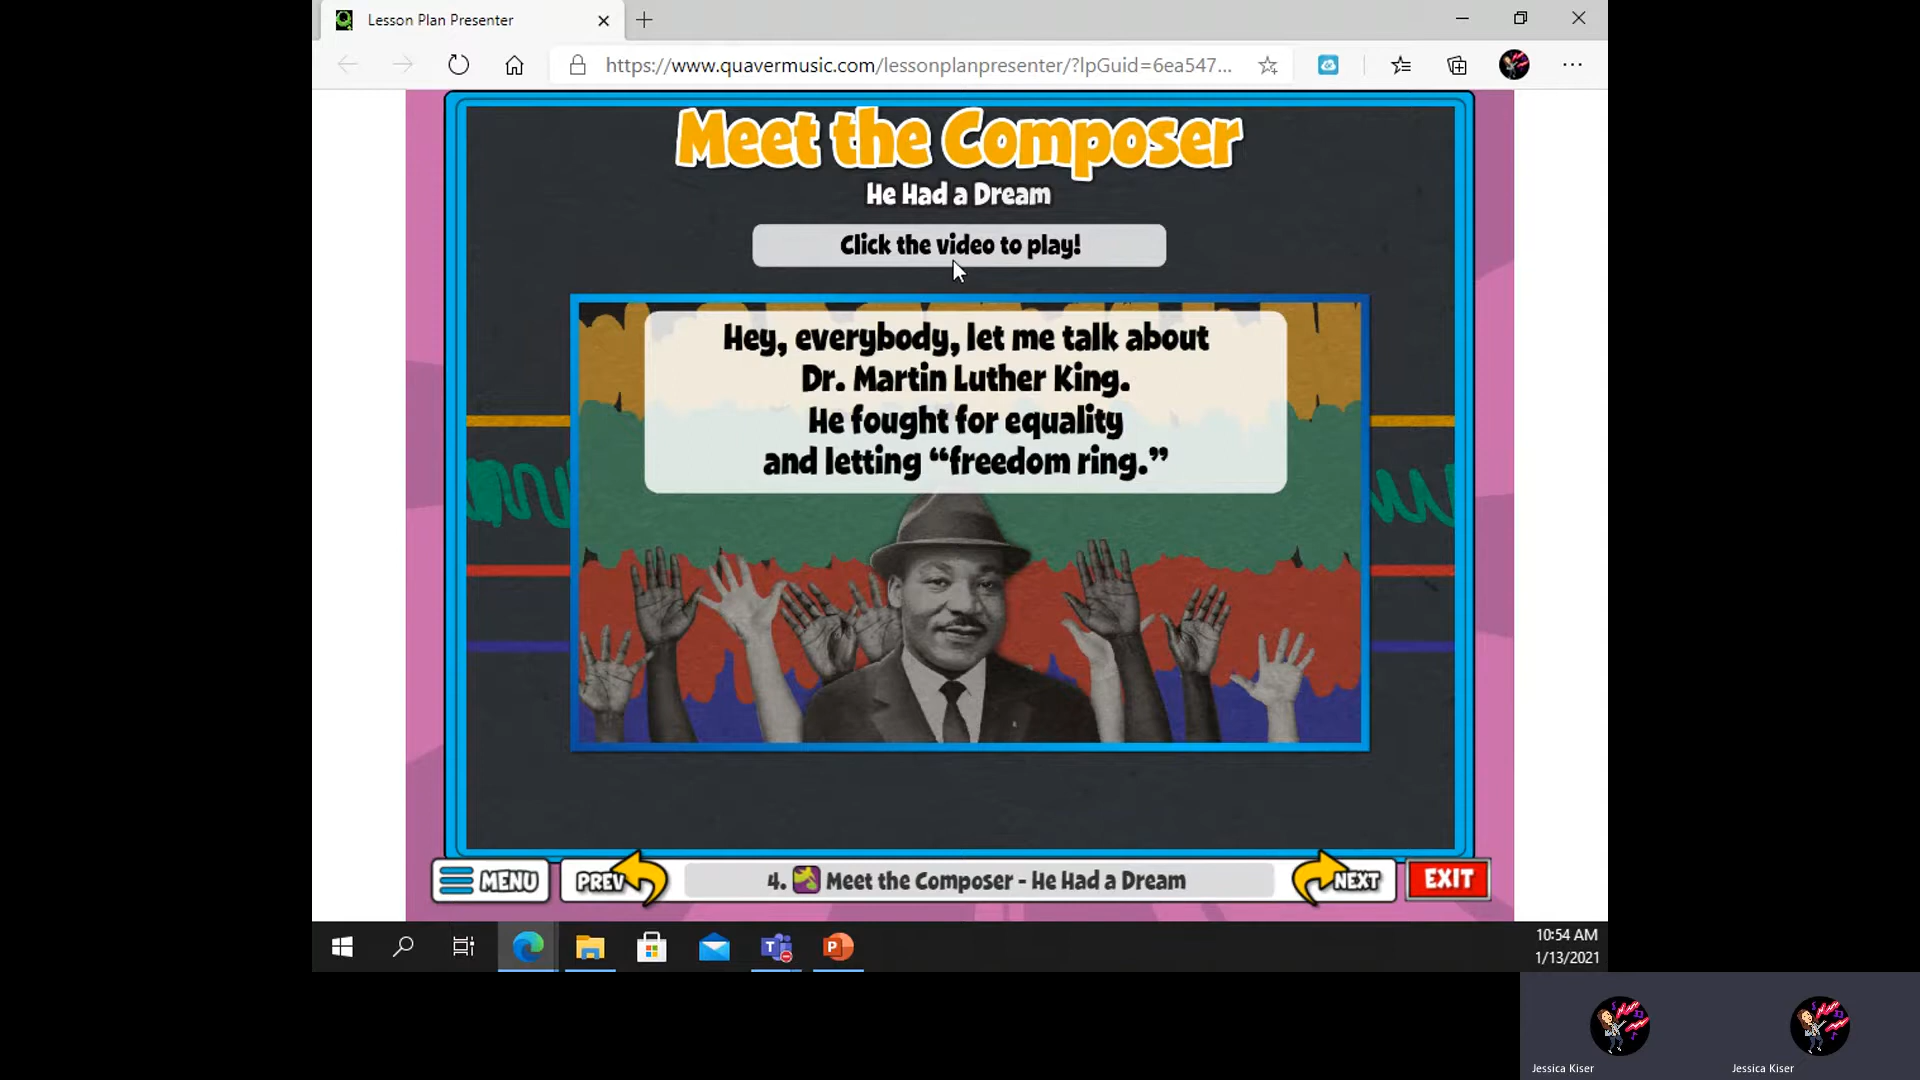 Lesson Plan Presenter
https://www.quavermusic.com/lessonplanpresenter/?lpGuid=6ea547...
Meet the Composer
He Had a Dream
Click the video to play!
Hey, everybody, let me talk about
Dr. Martin Luther King.
He fought for equality
and letting “freedom ring.”
MENU
PREV
4. Meet the Composer - He Had a Dream
NEXT
EXIT
10:54 AM
1/13/2021
Jessica Kiser
Jessica Kiser